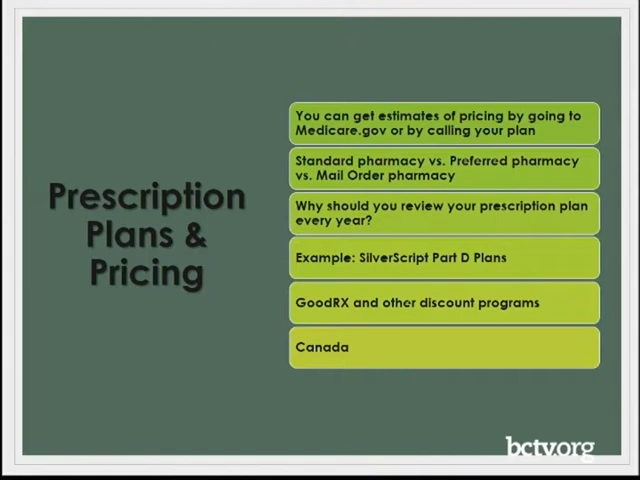 Prescription
Plans &
Pricing
You can get estimates of pricing by going to
Medicare.gov or by calling your plan
Standard pharmacy vs. Preferred pharmacy
vs. Mail Order pharmacy
Why should you review your prescription plan
every year?
Example: SilverScript Part D Plans
GoodRX and other discount programs
Canada
bctv.org